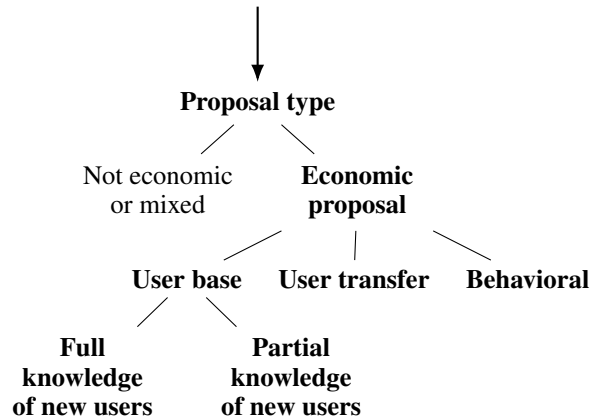 Proposal type
Not economic
or mixed
Economic
proposal
User base
User transfer
Behavioral
Full
knowledge
of new users
Partial
knowledge
of new users